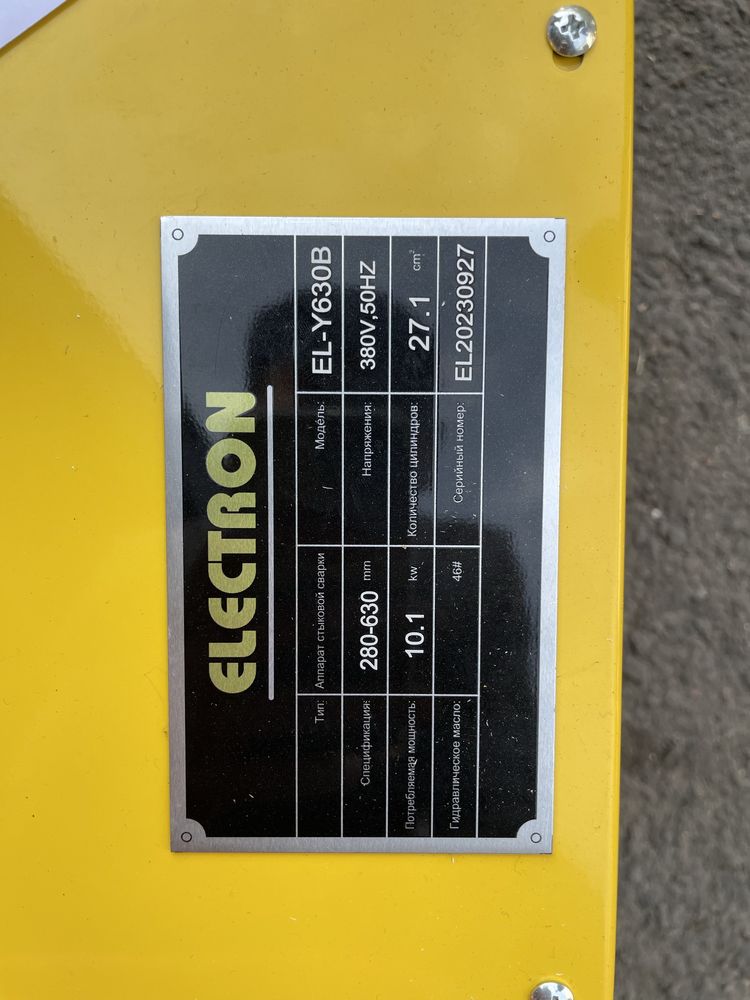 ELECTRON
Тип: Аппарат стыковой сварки Модель: EL-Y630B
Спецификация: 280-630 mm Напряжения: 380V,50HZ
Потребляемая мощность: 10.1 kw Количество цилиндров: 27.1 cm²
Гидравлическое масло: 46# Серийный номер: EL20230927